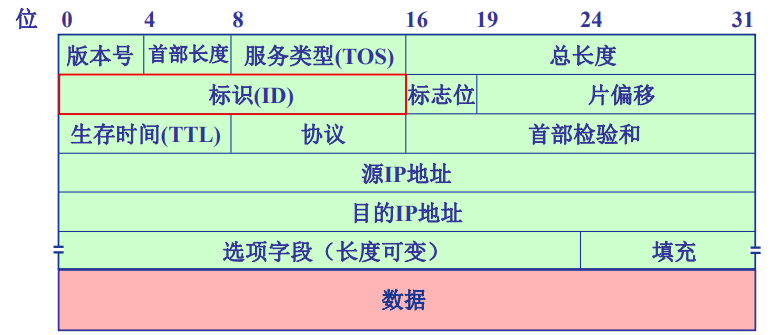 位 0 4 8 16 19 24 31
版本号 首部长度 服务类型(TOS) 总长度
标识(ID) 标志位 片偏移
生存时间(TTL) 协议 首部检验和
源IP地址
目的IP地址
选项字段（长度可变） 填充
数据